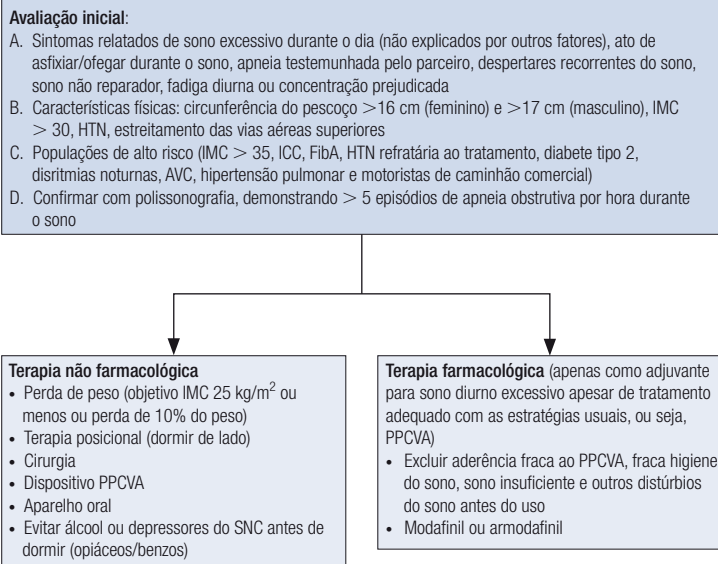 Avaliação inicial:
A. Sintomas relatados de sono excessivo durante o dia (não explicados por outros fatores), ato de
asfixiar/ofegar durante o sono, apneia testemunhada pelo parceiro, despertares recorrentes do sono,
sono não reparador, fadiga diurna ou concentração prejudicada
B. Características físicas: circunferência do pescoço >16 cm (feminino) e >17 cm (masculino), IMC
> 30, HTN, estreitamento das vias aéreas superiores
C. Populações de alto risco (IMC > 35, ICC, FibA, HTN refratária ao tratamento, diabete tipo 2,
disritmias noturnas, AVC, hipertensão pulmonar e motoristas de caminhão comercial)
D. Confirmar com polissonografia, demonstrando > 5 episódios de apneia obstrutiva por hora durante
o sono
Terapia não farmacológica
• Perda de peso (objetivo IMC 25 kg/m² ou
menos ou perda de 10% do peso)
• Terapia posicional (dormir de lado)
• Cirurgia
• Dispositivo PPCVA
• Aparelho oral
• Evitar álcool ou depressores do SNC antes de
dormir (opiáceos/benzos)
Terapia farmacológica (apenas como adjuvante
para sono diurno excessivo apesar de tratamento
adequado com as estratégias usuais, ou seja,
PPCVA)
• Excluir aderência fraca ao PPCVA, fraca higiene
do sono, sono insuficiente e outros distúrbios
do sono antes do uso
• Modafinil ou armodafinil